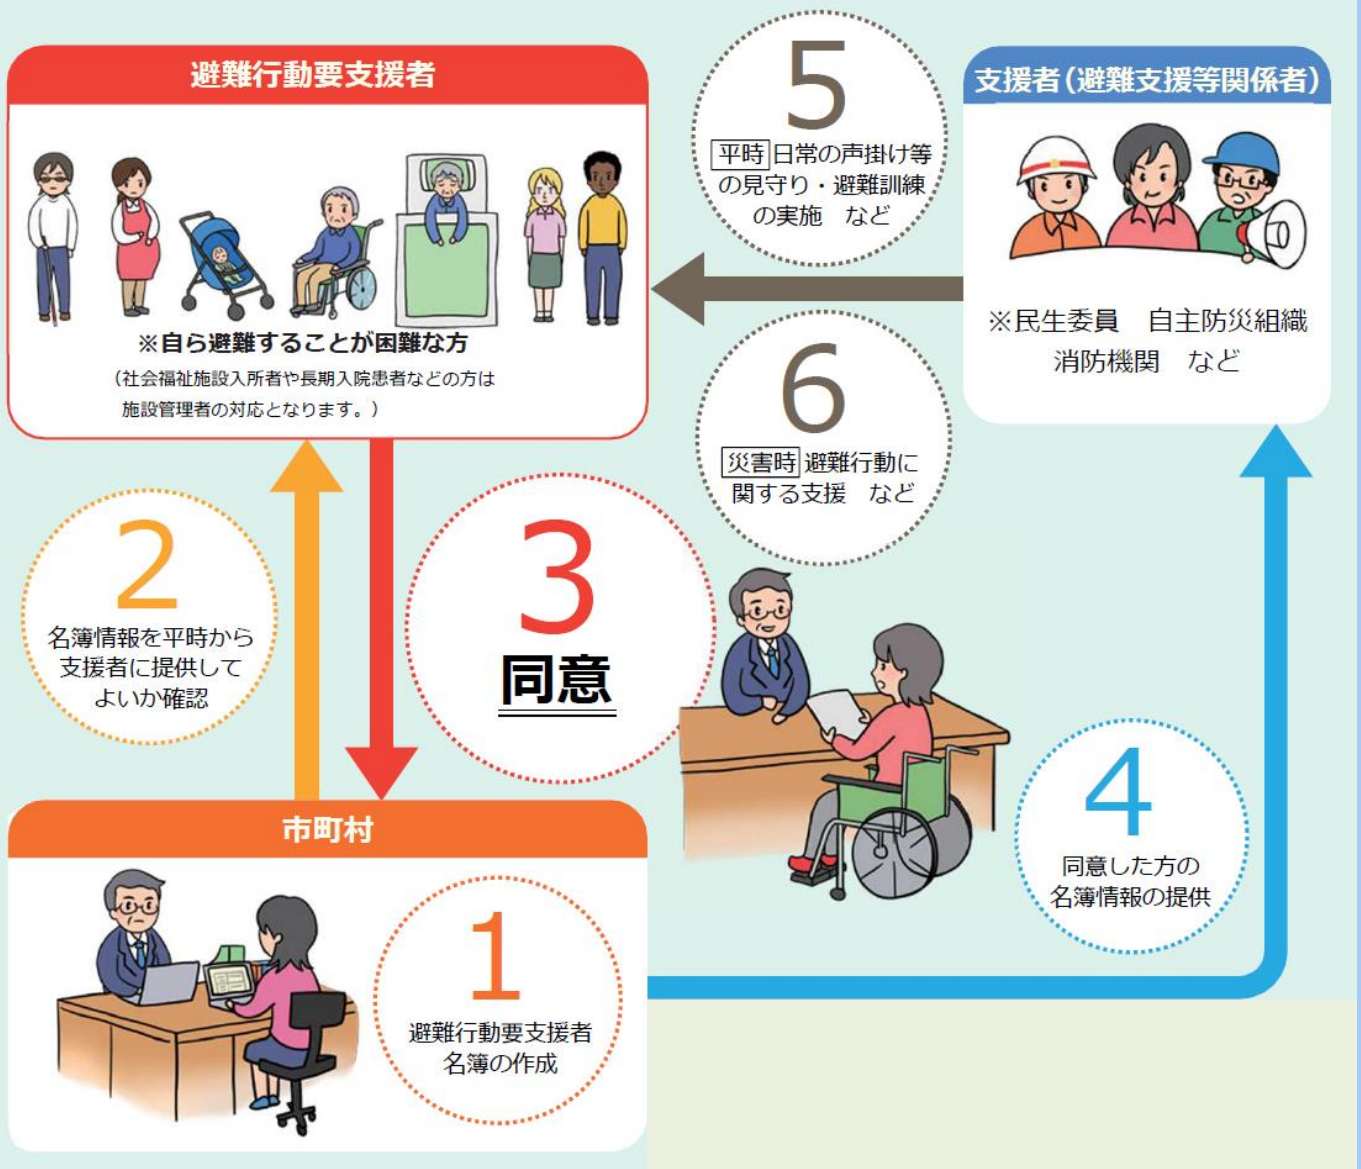 避難行動要支援者
※自ら避難することが困難な方
(社会福祉施設入所者や長期入院患者などの方は
施設管理者の対応となります。)
5
平時 日常の声掛け等
の見守り・避難訓練
の実施　など
支援者(避難支援等関係者)
※民生委員　自主防災組織
消防機関　など
6
災害時 避難行動に
関する支援　など
2
名簿情報を平時から
支援者に提供して
よいか確認
3
同意
4
同意した方の
名簿情報の提供
市町村
1
避難行動要支援者
名簿の作成